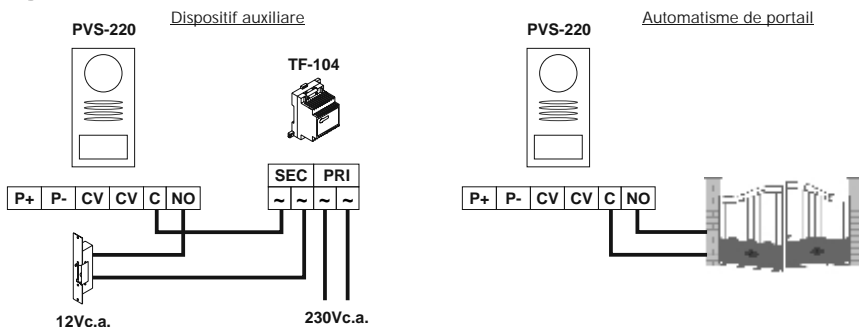 Dispositif auxiliare
PVS-220
TF-104
SEC PRI
~ ~ ~ ~
P+ P- CV CV C NO
12Vc.a.
230Vc.a.
Automatisme de portail
PVS-220
P+ P- CV CV C NO